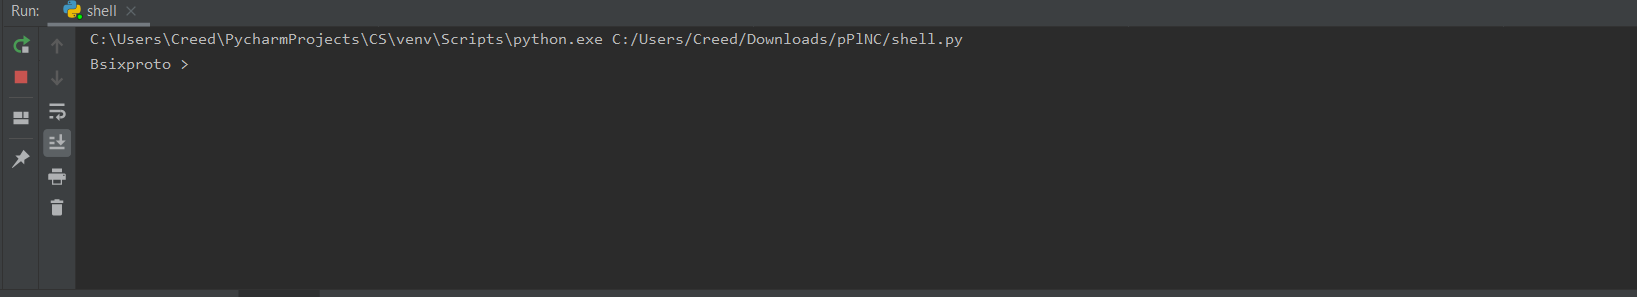 Run: shell
C:\Users\Creed\PycharmProjects\CS\venv\Scripts\python.exe C:/Users/Creed/Downloads/pPlNC/shell.py
Bsixproto >